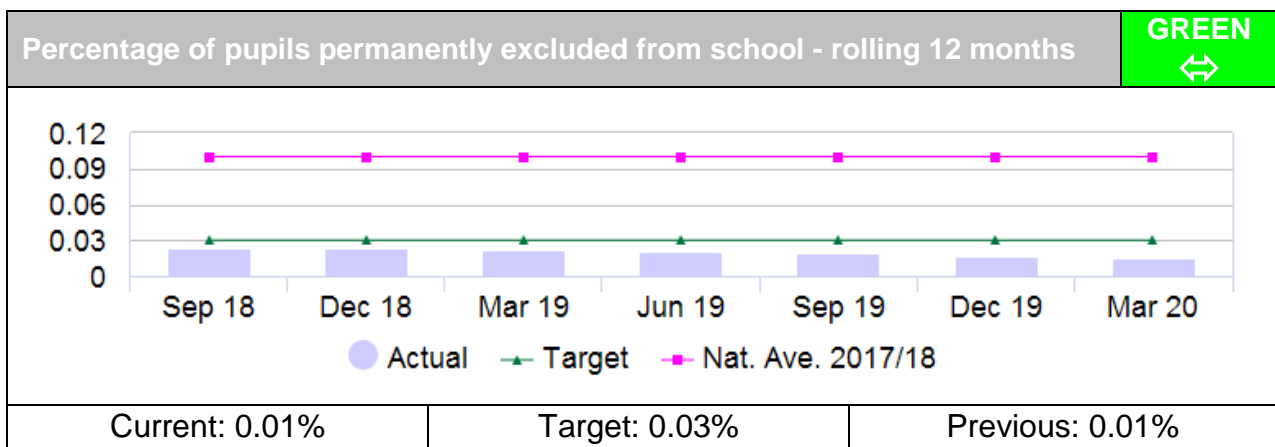 Percentage of pupils permanently excluded from school - rolling 12 months
GREEN
⇔
0.12
0.09
0.06
0.03
0
Sep 18 Dec 18 Mar 19 Jun 19 Sep 19 Dec 19 Mar 20
Actual Target Nat. Ave. 2017/18
Current: 0.01% Target: 0.03% Previous: 0.01%